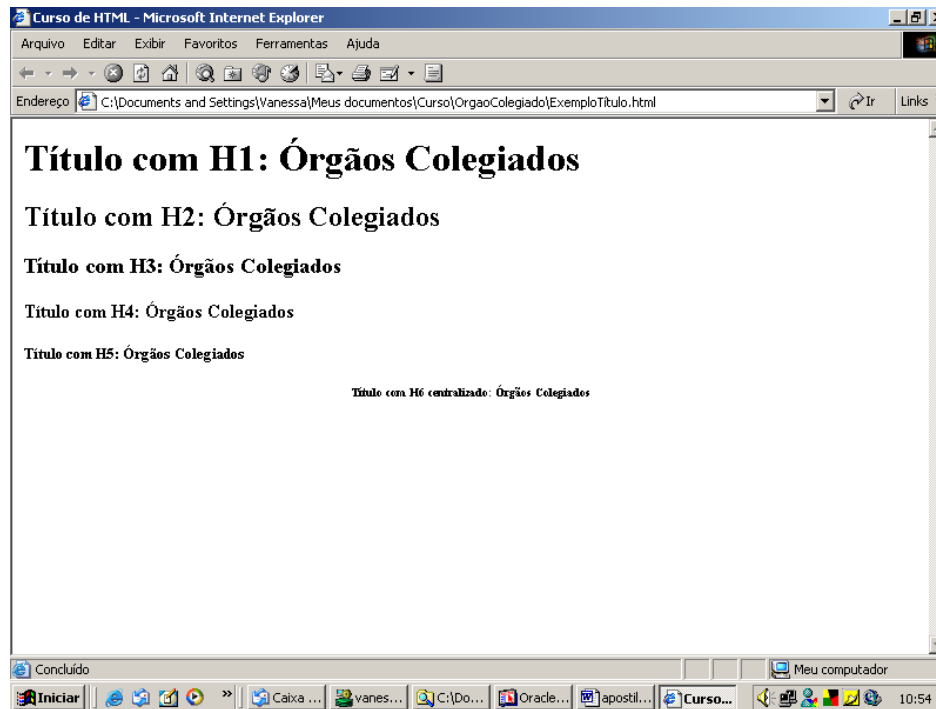 Curso de HTML - Microsoft Internet Explorer
Arquivo Editar Exibir Favoritos Ferramentas Ajuda
Endereço C:\Documents and Settings\Vanessa\Meus documentos\Curso\OrgaoColegiado\ExemploTítulo.html Ir Links
Título com H1: Órgãos Colegiados
Título com H2: Órgãos Colegiados
Título com H3: Órgãos Colegiados
Título com H4: Órgãos Colegiados
Título com H5: Órgãos Colegiados
Título com H6 centralizado: Órgãos Colegiados
Concluído Meu computador
Iniciar » Caixa ... vanes... C:\Do... Oracle... apostil... Curso... 10:54